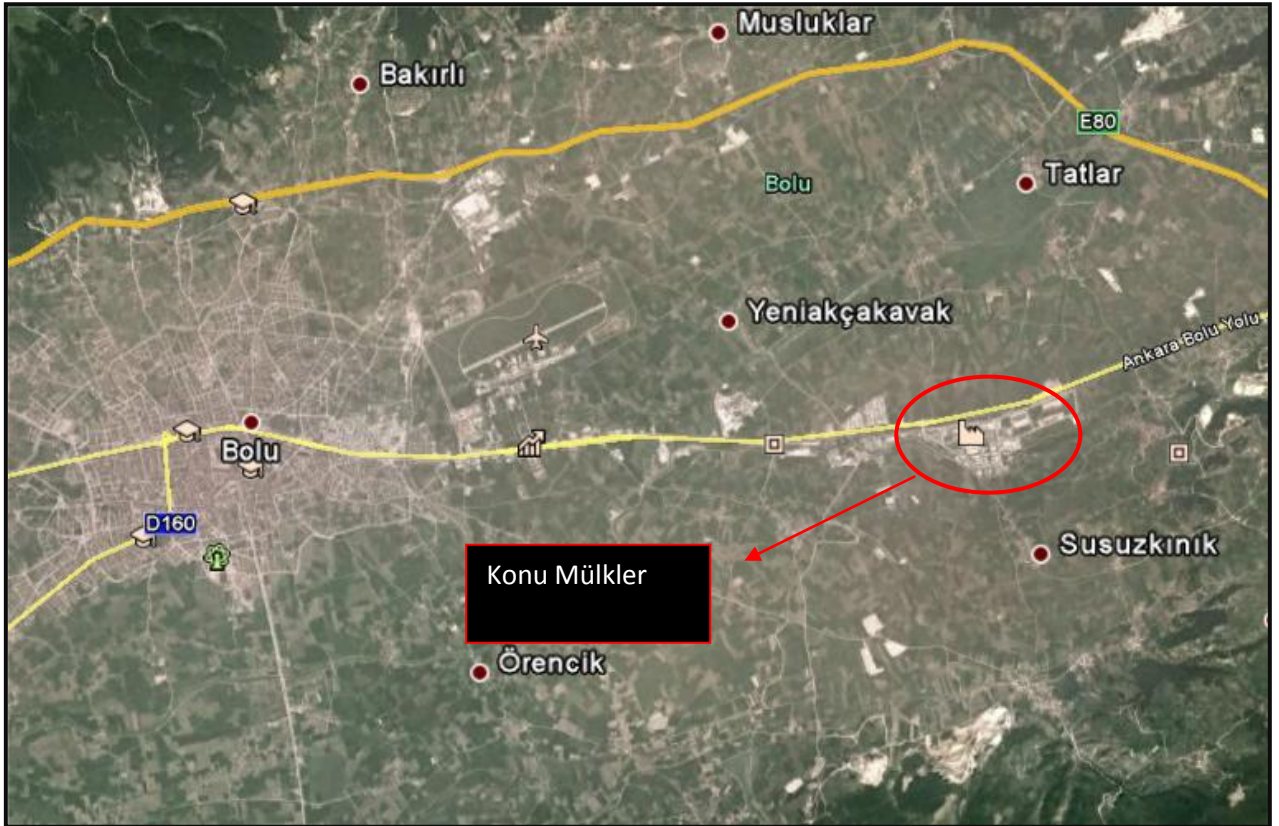 Musluklar
Bakırlı
E80
Tatlar
Bolu
Yeniakçakavak
Ankara Bolu Yolu
Bolu
D160
Susuzkınık
Konu Mülkler
Örencik